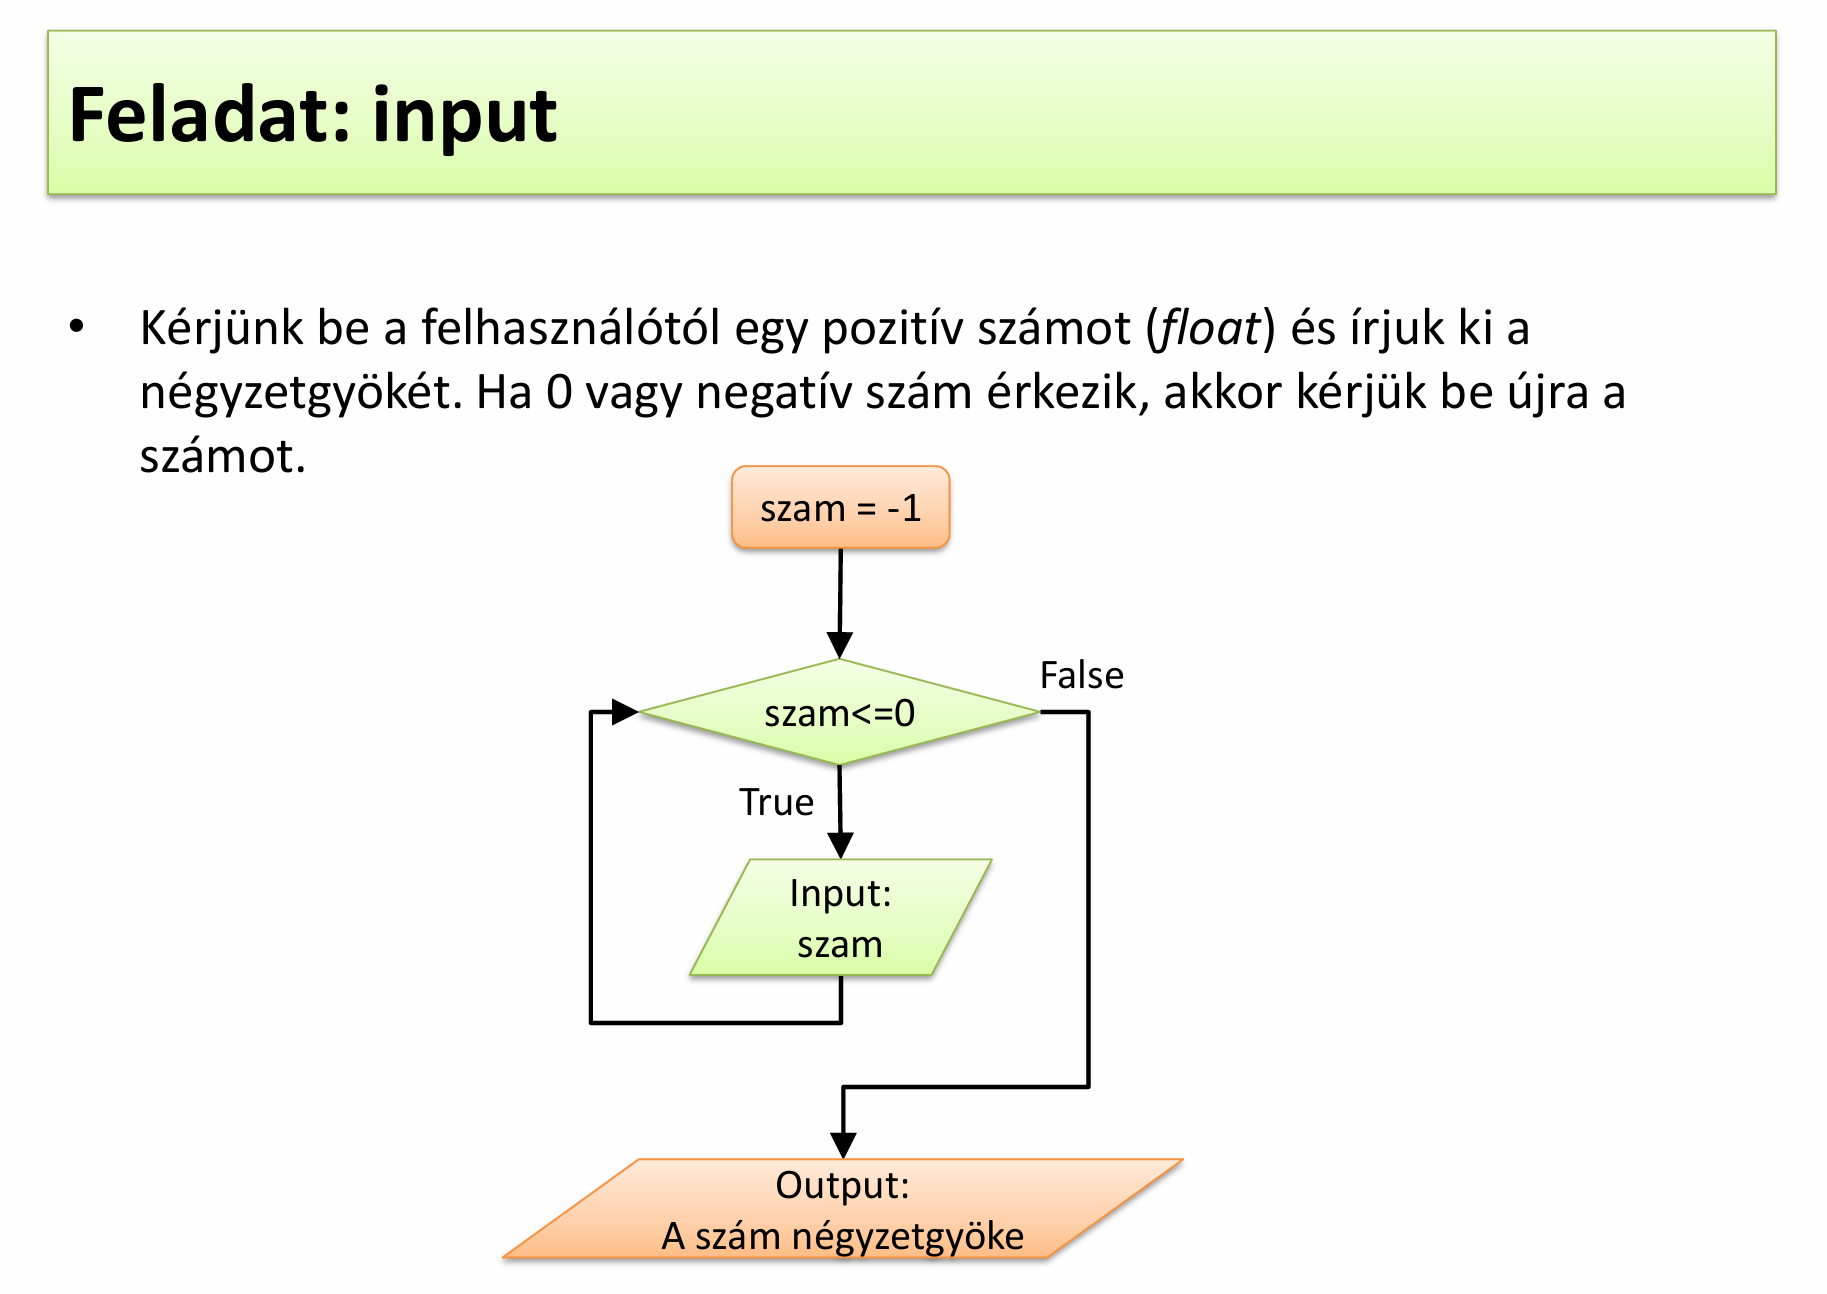 Feladat: input
• Kérjünk be a felhasználótól egy pozitív számot (float) és írjuk ki a
négyzetgyökét. Ha 0 vagy negatív szám érkezik, akkor kérjük be újra a
számot.
szam = -1
False
szam<=0
True
Input:
szam
Output:
A szám négyzetgyöke